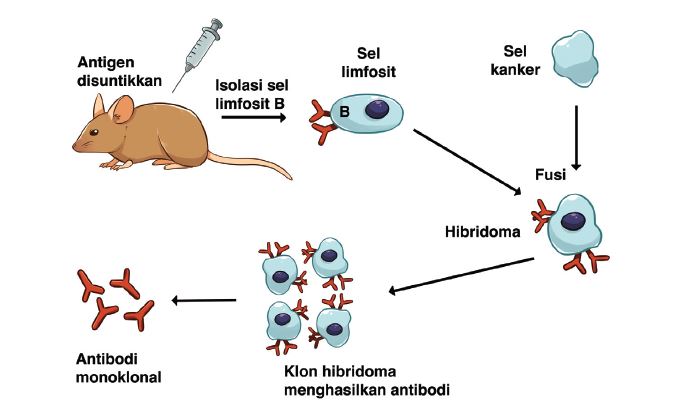 Antigen
disuntikkan
Isolasi sel
limfosit B
Sel
limfosit
B
Sel
kanker
Fusi
Hibridoma
Klon hibridoma
menghasilkan antibodi
Antibodi
monoklonal